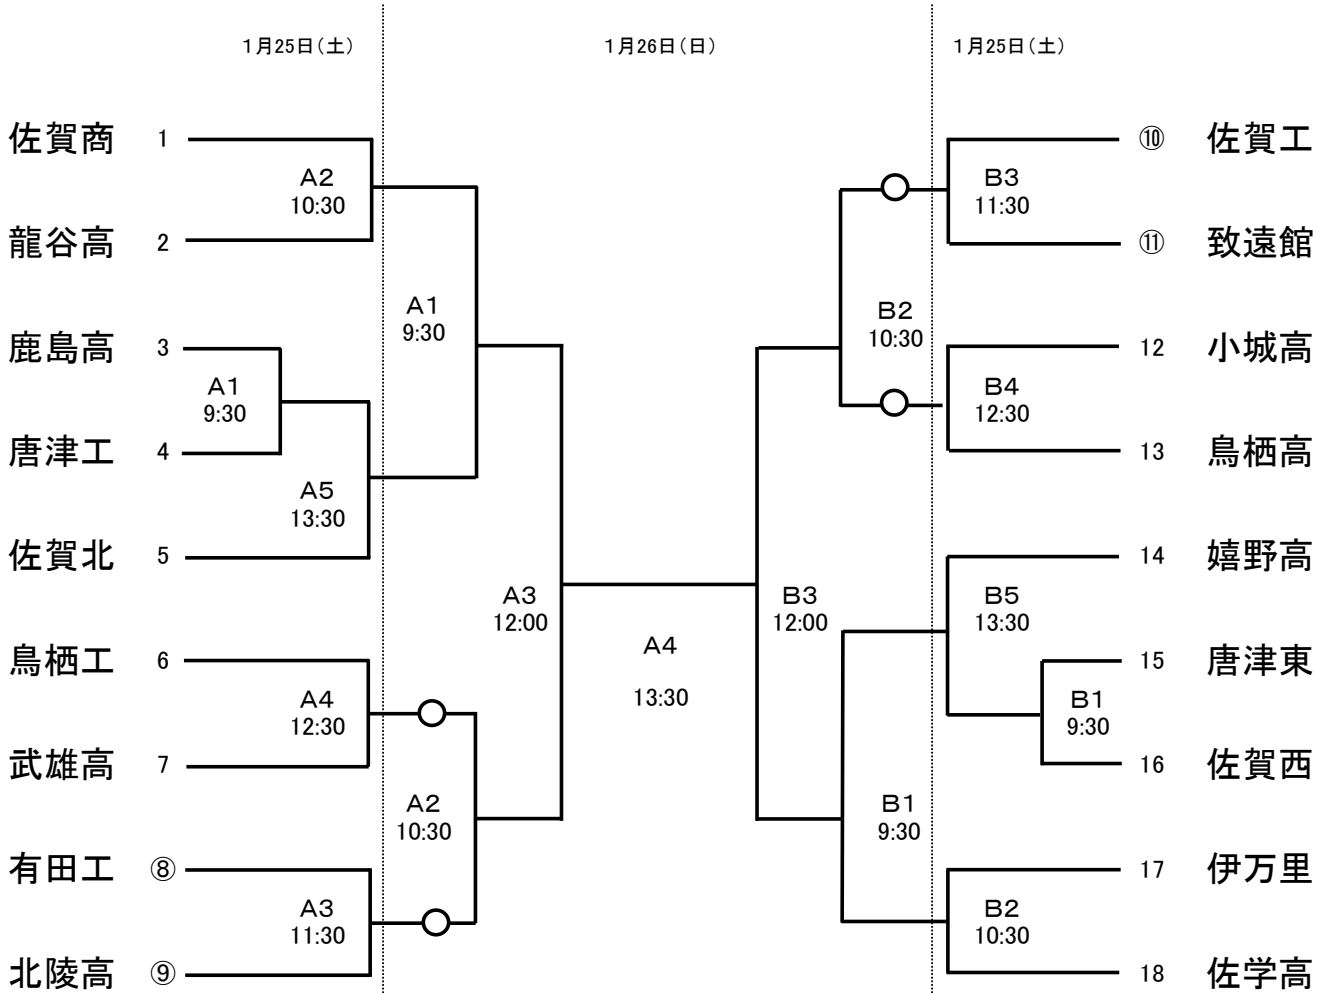 1月25日(土)
1月26日(日)
1月25日(土)
佐賀商 1
A2
10:30
龍谷高 2
A1
9:30
鹿島高 3
A1
9:30
唐津工 4
A5
13:30
佐賀北 5
A3
12:00
鳥栖工 6
A4
12:30
武雄高 7
A2
10:30
有田工 ⑧
A3
11:30
北陵高 ⑨
A4
13:30
⑩ 佐賀工
B3
11:30
⑪ 致遠館
B2
10:30
12 小城高
B4
12:30
13 鳥栖高
B3
12:00
14 嬉野高
B5
13:30
15 唐津東
B1
9:30
16 佐賀西
B1
9:30
17 伊万里
B2
10:30
18 佐学高